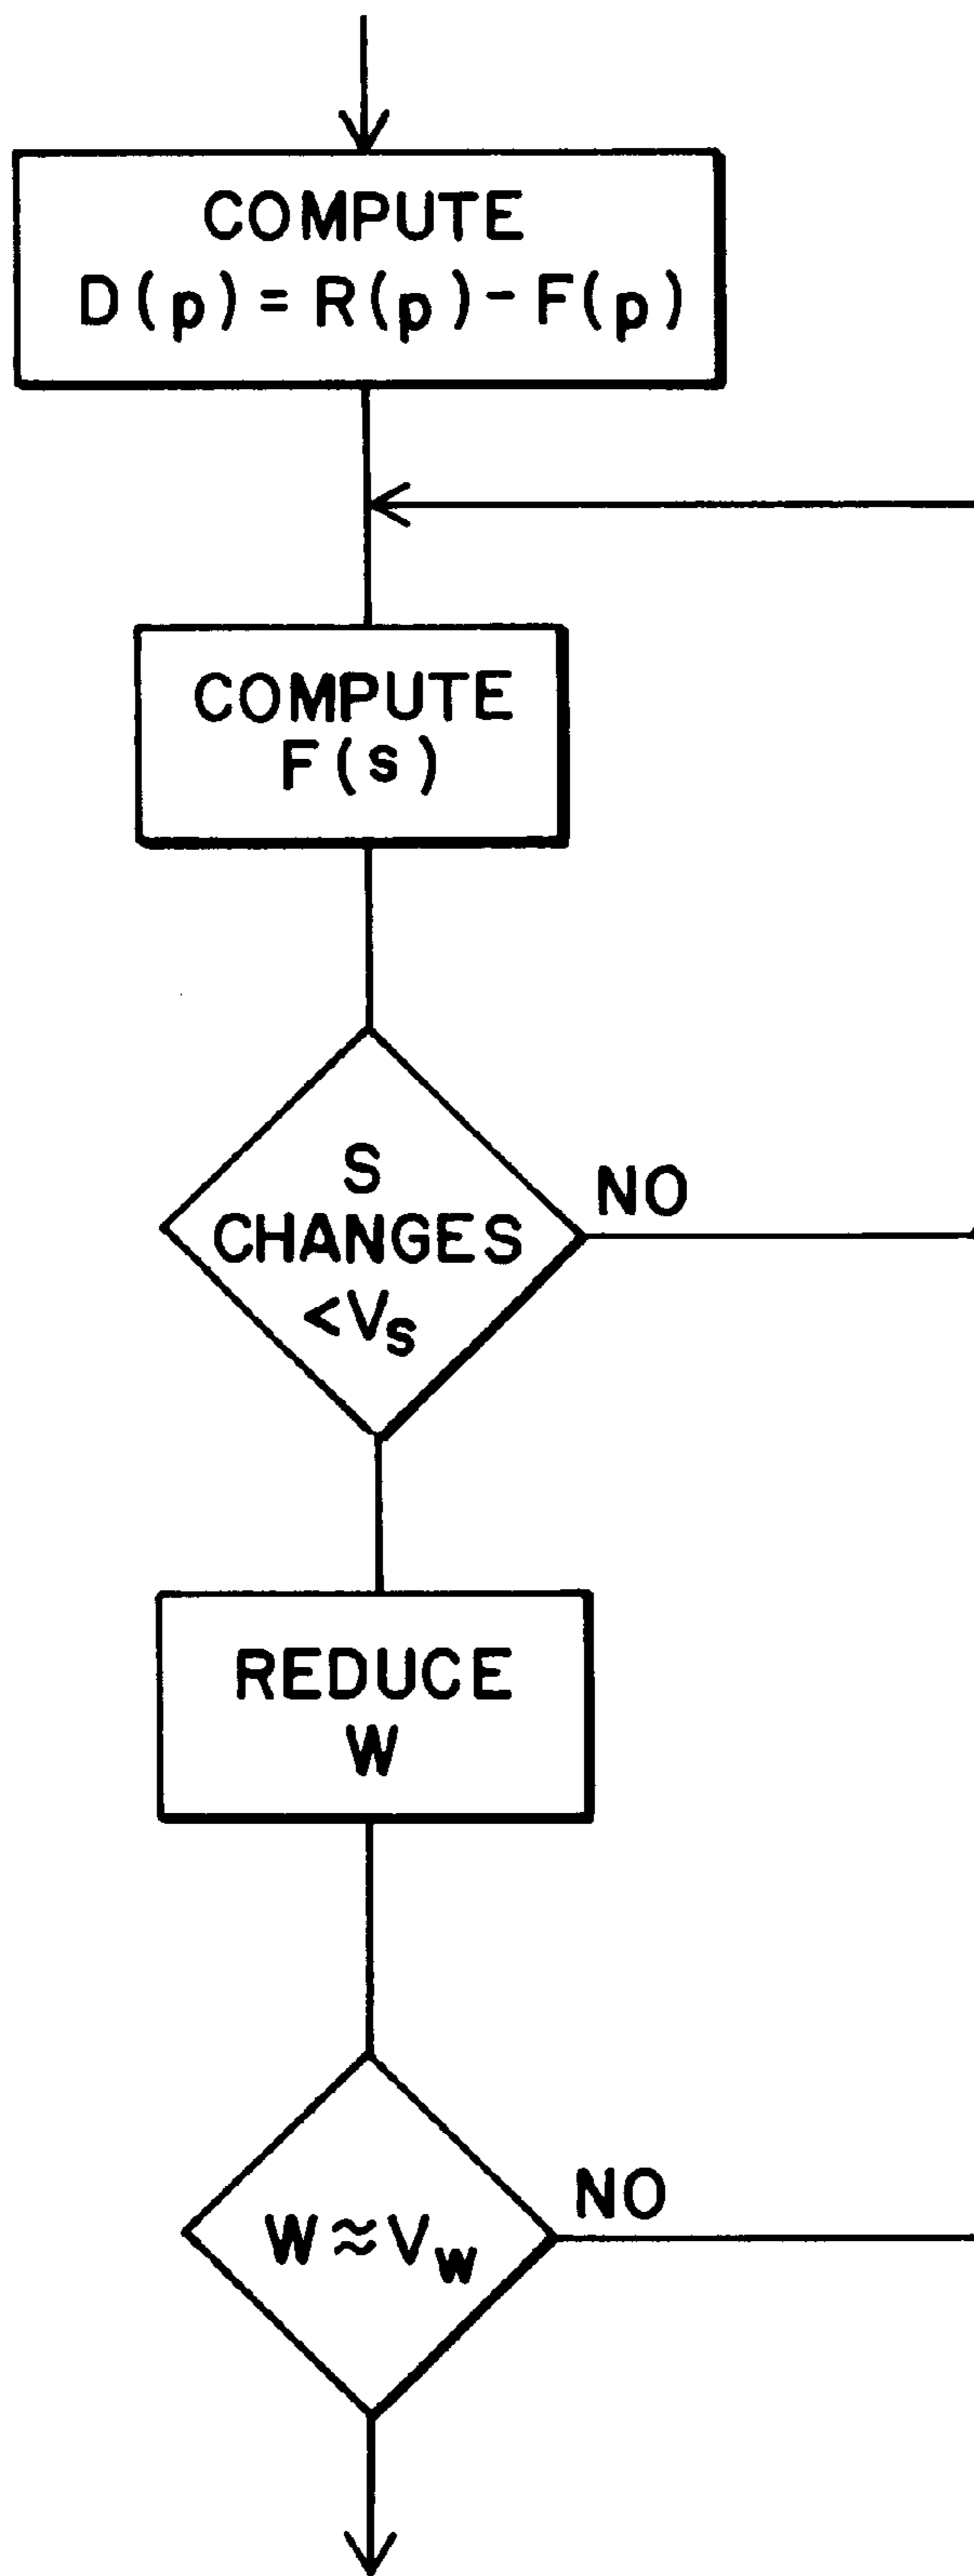 COMPUTE
D(p) = R(p) - F(p)
COMPUTE
F(s)
S
CHANGES
<Vs
NO
REDUCE
W
W ≈ Vw
NO